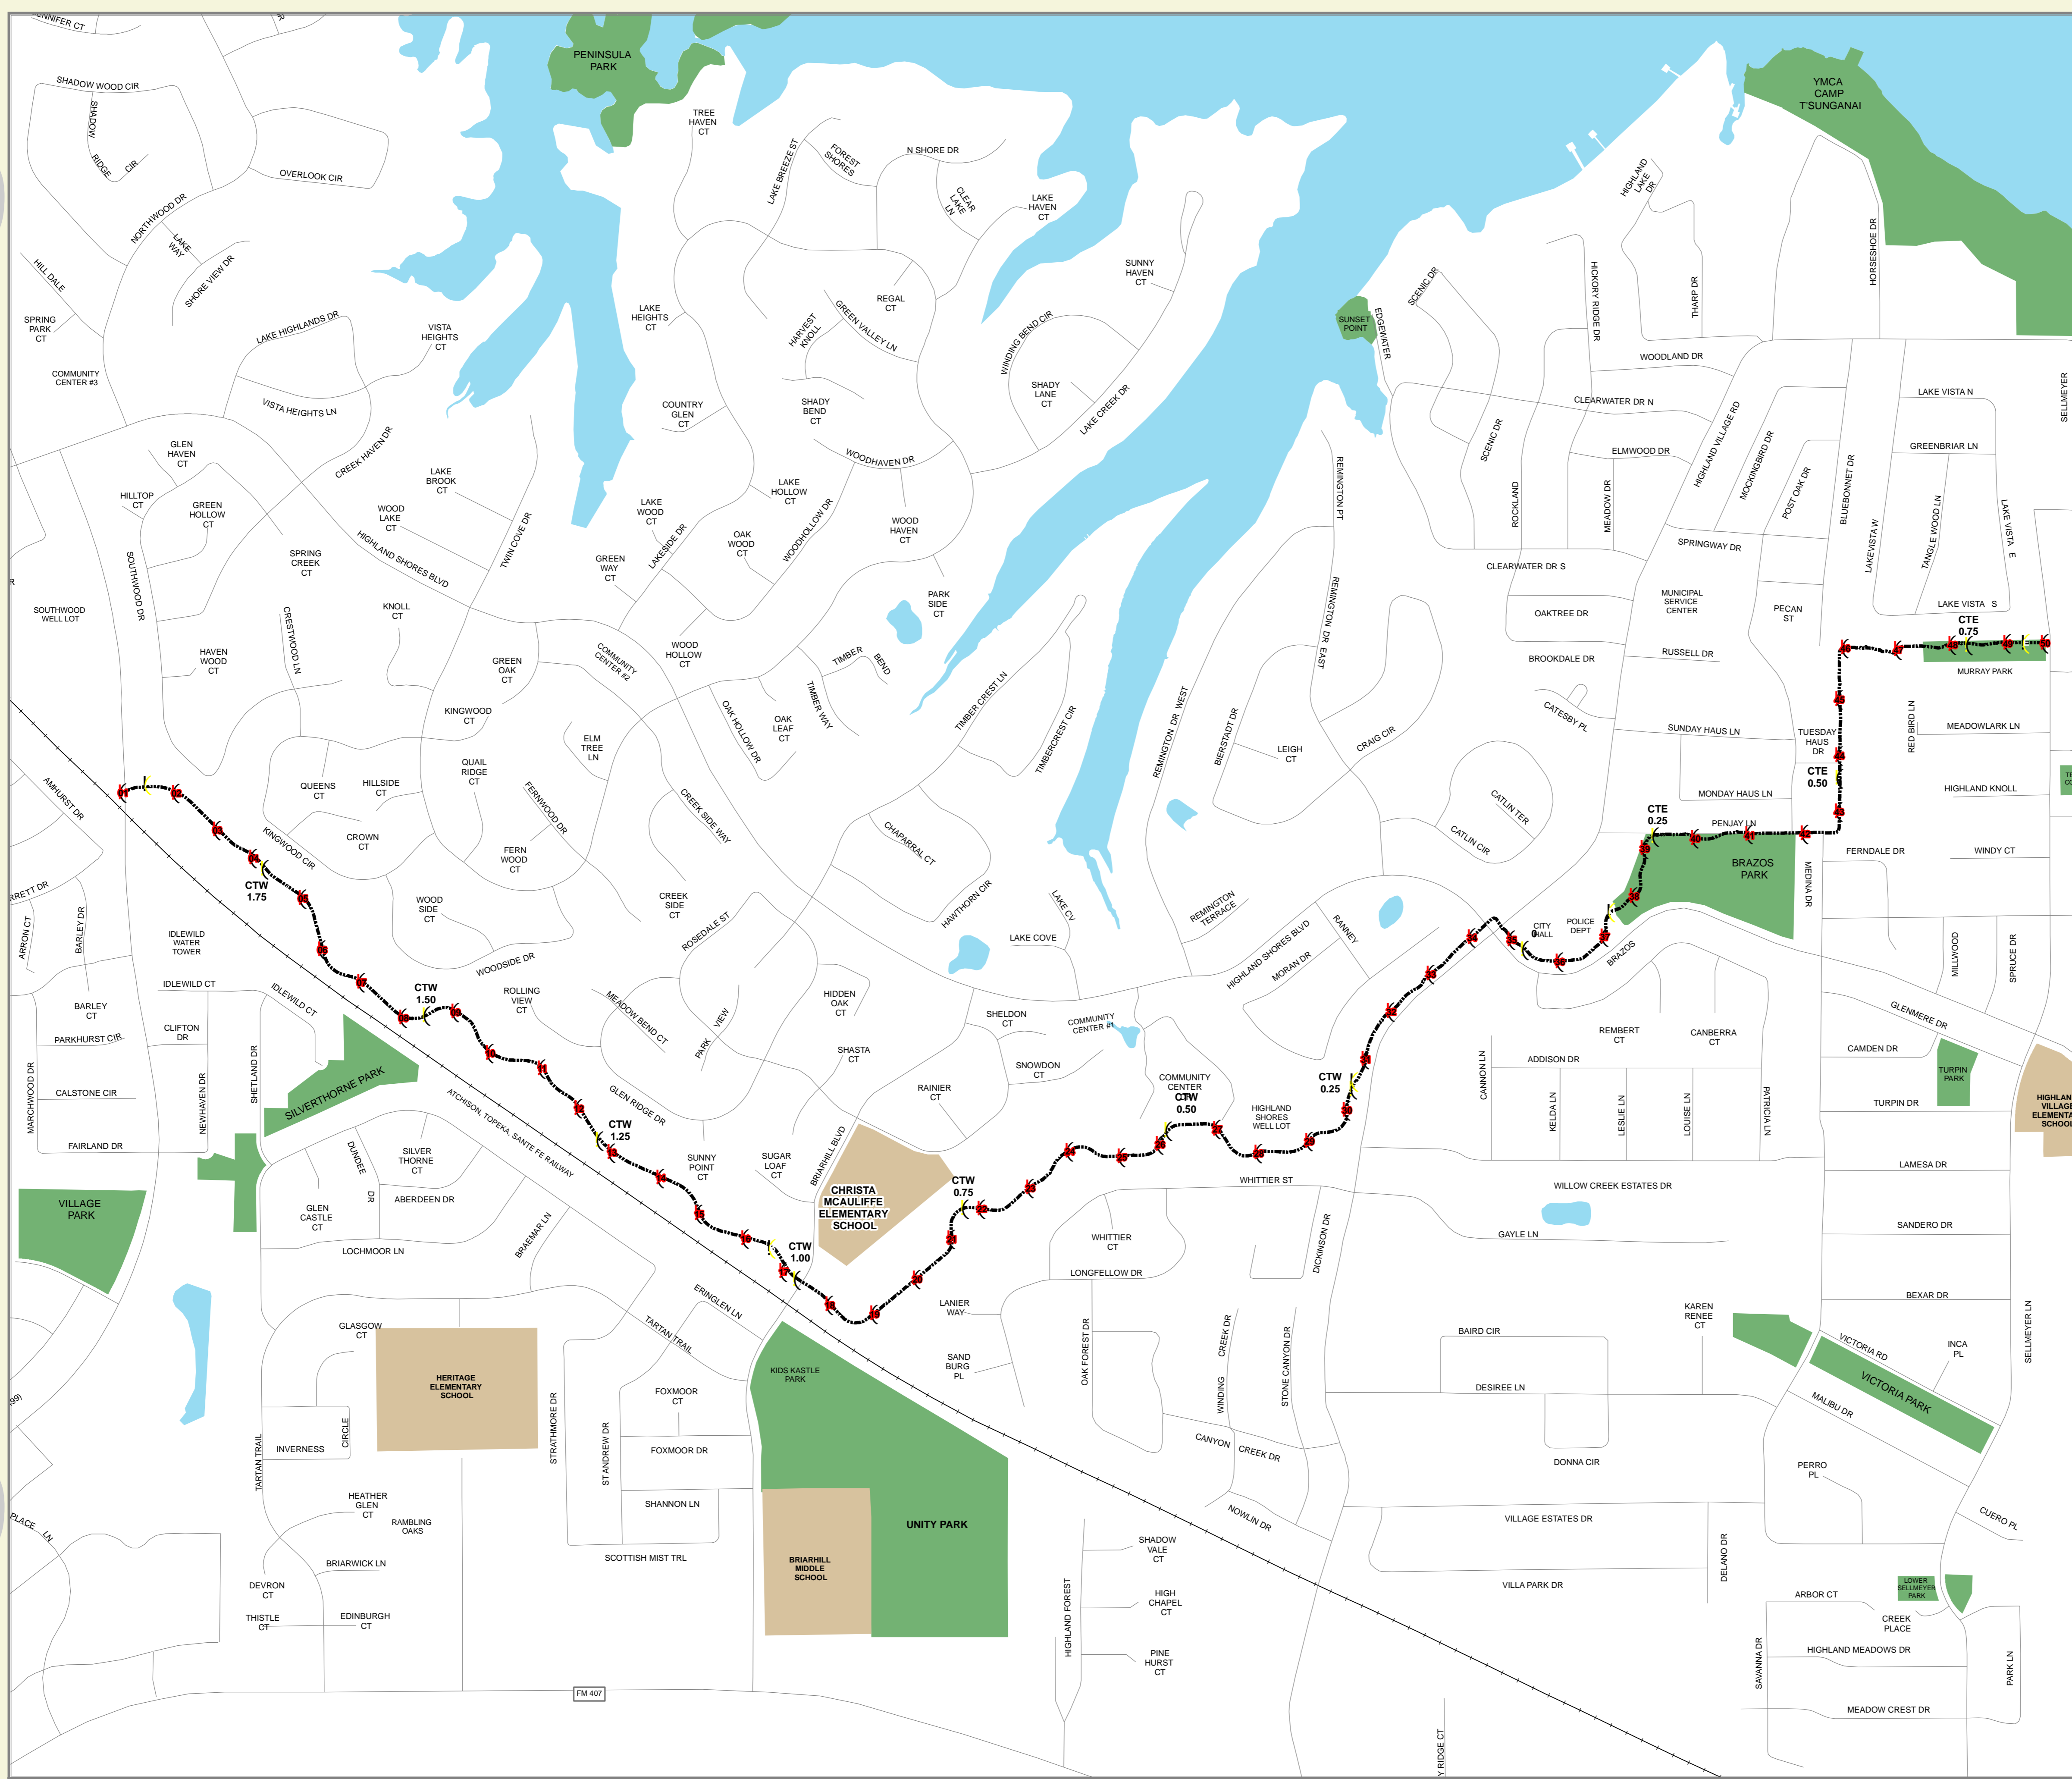 PENINSULA
PARK
YMCA
CAMP
T'SUNGANAI
SHADOW WOOD CIR
SHADOW
RIDGE
CIR
OVERLOOK CIR
NORTHWOOD DR
LAKE
WAY
SHORE VIEW DR
HILL DALE
SPRING
PARK
CT
COMMUNITY
CENTER #3
LAKE HIGHLANDS DR
VISTA
HEIGHTS
CT
VISTA HEIGHTS LN
TREE
HAVEN
CT
LAKE BREEZE ST
FOREST
SHORES
N SHORE DR
CLEAR
LAKE
LN
LAKE
HAVEN
CT
SUNNY
HAVEN
CT
LAKE
HEIGHTS
CT
REGAL
CT
HARVEST
KNOLL
GREEN VALLEY LN
WINDING BEND CIR
SHADY
LANE
CT
LAKE CREEK DR
COUNTRY
GLEN
CT
SHADY
BEND
CT
WOODHAVEN DR
SUNSET
POINT
EDGEWATER
SCENIC DR
HIGHLAND
LAKE
DR
HICKORY RIDGE DR
THARP DR
HORSESHOE DR
WOODLAND DR
CLEARWATER DR N
SCENIC DR
ELMWOOD DR
ROCKLAND
MEADOW DR
HIGHLAND VILLAGE RD
MOCKINGBIRD DR
POST OAK DR
BLUEBONNET DR
LAKE VISTA N
GREENBRIAR LN
SELLMEYER
LAKEVISTA W
TANGLE WOOD LN
LAKE VISTA E
LAKE VISTA S
SPRINGWAY DR
CLEARWATER DR S
OAKTREE DR
MUNICIPAL
SERVICE
CENTER
PECAN
ST
BROOKDALE DR
RUSSELL DR
CATESBY PL
SUNDAY HAUS LN
TUESDAY
HAUS
DR
MONDAY HAUS LN
PENJAY LN
CTE
0.75
MURRAY PARK
RED BIRD LN
MEADOWLARK LN
HIGHLAND KNOLL
CTE
0.50
CTE
0.25
BRAZOS
PARK
MEDINA DR
FERNDALE DR
WINDY CT
MILLWOOD
SPRUCE DR
GLEN
HAVEN
CT
HILLTOP
CT
GREEN
HOLLOW
CT
SPRING
CREEK
CT
CREEK HAVEN DR
LAKE
BROOK
CT
WOOD
LAKE
CT
HIGHLAND SHORES BLVD
TWIN COVE DR
SOUTHWOOD DR
SOUTHWOOD
WELL LOT
HAVEN
WOOD
CT
CRESTWOOD LN
KNOLL
CT
GREEN
OAK
CT
KINGWOOD
CT
LAKE
WOOD
CT
GREEN
WAY
CT
LAKESIDE DR
LAKE
HOLLOW
CT
OAK
WOOD
CT
WOODHOLLOW DR
WOOD
HAVEN
CT
PARK
SIDE
CT
WOOD
HOLLOW
CT
COMMUNITY
CENTER #2
TIMBER
BEND
TIMBER WAY
OAK
LEAF
CT
OAK HOLLOW DR
TIMBER CREST LN
TIMBERCREST CIR
REMINGTON PT
REMINGTON DR EAST
REMINGTON DR WEST
BIERSTADT DR
LEIGH
CT
CRAIG CIR
CATLIN TER
CATLIN CIR
REMINGTON
TERRACE
ELM
TREE
LN
QUAIL
RIDGE
CT
QUEENS
CT
HILLSIDE
CT
KINGWOOD CIR
CROWN
CT
FERNWOOD DR
FERN
WOOD
CT
CREEK SIDE WAY
CHAPARRAL CT
HAWTHORN CIR
CREEK
SIDE
CT
ROSEDALE ST
WOOD
SIDE
CT
WOODSIDE DR
LAKE CV
LAKE COVE
AMHURST DR
CTW
1.75
ARRON CT
BARLEY DR
IDLEWILD
WATER
TOWER
IDLEWILD CT
IDLEWILD CT
BARLEY
CT
PARKHURST CIR
CLIFTON
DR
CALSTONE CIR
MARCHWOOD DR
NEWHAVEN DR
SHETLAND DR
FAIRLAND DR
SILVERTHORNE PARK
CTW
1.50
ROLLING
VIEW
CT
MEADOW BEND CT
PARK VIEW
HIDDEN
OAK
CT
SHASTA
CT
RAINIER
CT
SHELDON
CT
SNOWDON
CT
COMMUNITY
CENTER #1
HIGHLAND SHORES BLVD
MORAN DR
RANNEY
CITY
HALL
0
POLICE
DEPT
BRAZOS
REMBERT
CT
CANBERRA
CT
ADDISON DR
CANNON LN
KELDA LN
LESLIE LN
LOUISE LN
PATRICIA LN
GLENMERE DR
CAMDEN DR
TURPIN
PARK
TURPIN DR
LAMESA DR
SANDERO DR
BEXAR DR
SELLMEYER LN
ATCHISON, TOPEKA, SANTE FE RAILWAY
GLEN RIDGE DR
CTW
1.25
SUNNY
POINT
CT
SUGAR
LOAF
CT
BRIARHILL BLVD
CHRISTA
MCAULIFFE
ELEMENTARY
SCHOOL
CTW
1.00
CTW
0.75
COMMUNITY
CENTER
CTW
0.50
HIGHLAND
SHORES
WELL LOT
CTW
0.25
WHITTIER ST
WILLOW CREEK ESTATES DR
GAYLE LN
WHITTIER
CT
LONGFELLOW DR
DICKINSON DR
LANIER
WAY
SAND
BURG
PL
OAK FOREST DR
WINDING
CREEK DR
STONE CANYON DR
CANYON
CREEK DR
NOWLIN DR
BAIRD CIR
KAREN
RENEE
CT
DESIREE LN
DONNA CIR
VICTORIA RD
INCA
PL
VICTORIA PARK
MALIBU DR
PERRO
PL
CUERO PL
VILLAGE ESTATES DR
VILLA PARK DR
DELANO DR
LOWER
SELLMEYER
PARK
ARBOR CT
CREEK
PLACE
HIGHLAND MEADOWS DR
SAVANNA DR
MEADOW CREST DR
PARK LN
VILLAGE
PARK
DUNDEE
DR
SILVER
THORNE
CT
ABERDEEN DR
GLEN
CASTLE
CT
LOCHMOOR LN
BRAEMAR LN
ERINGLEN LN
TARTAN TRAIL
GLASGOW
CT
HERITAGE
ELEMENTARY
SCHOOL
KIDS KASTLE
PARK
FOXMOOR
CT
FOXMOOR DR
SHANNON LN
ST ANDREW DR
STRATHMORE DR
SCOTTISH MIST TRL
INVERNESS
CIRCLE
TARTAN TRAIL
HEATHER
GLEN
CT
RAMBLING
OAKS
BRIARWICK LN
DEVRON
CT
THISTLE
CT
EDINBURGH
CT
UNITY PARK
BRIARHILL
MIDDLE
SCHOOL
FM 407
HIGHLAND FOREST
SHADOW
VALE
CT
HIGH
CHAPEL
CT
PINE
HURST
CT
PLACE LN